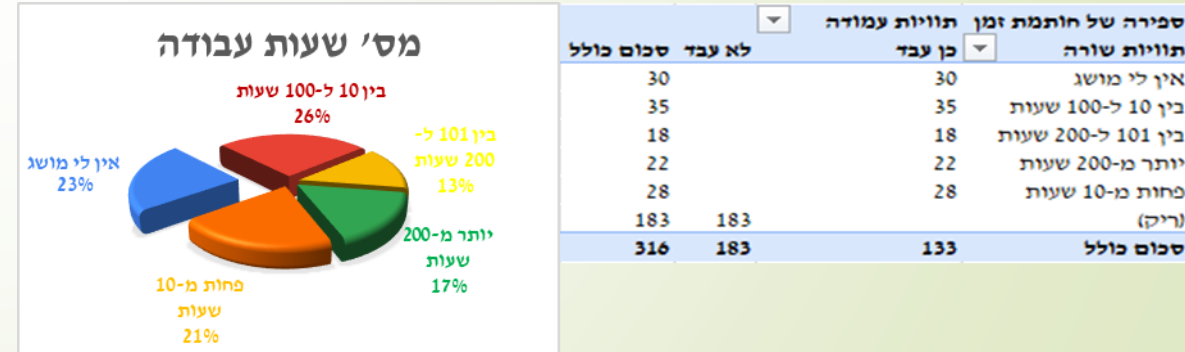 ספירה של חותמת זמן תוויות עמודה
תוויות שורה כן עבד לא עבד סכום כולל
אין לי מושג 30 30
בין 10 ל-100 שעות 35 35
בין 101 ל-200 שעות 18 18
יותר מ-200 שעות 22 22
פחות מ-10 שעות 28 28
(ריק) 183 183
סכום כולל 133 183 316
מס' שעות עבודה
בין 10 ל-100 שעות
26%
בין 101 ל-
200 שעות
13%
יותר מ-200
שעות
17%
פחות מ-10
שעות
21%
אין לי מושג
23%